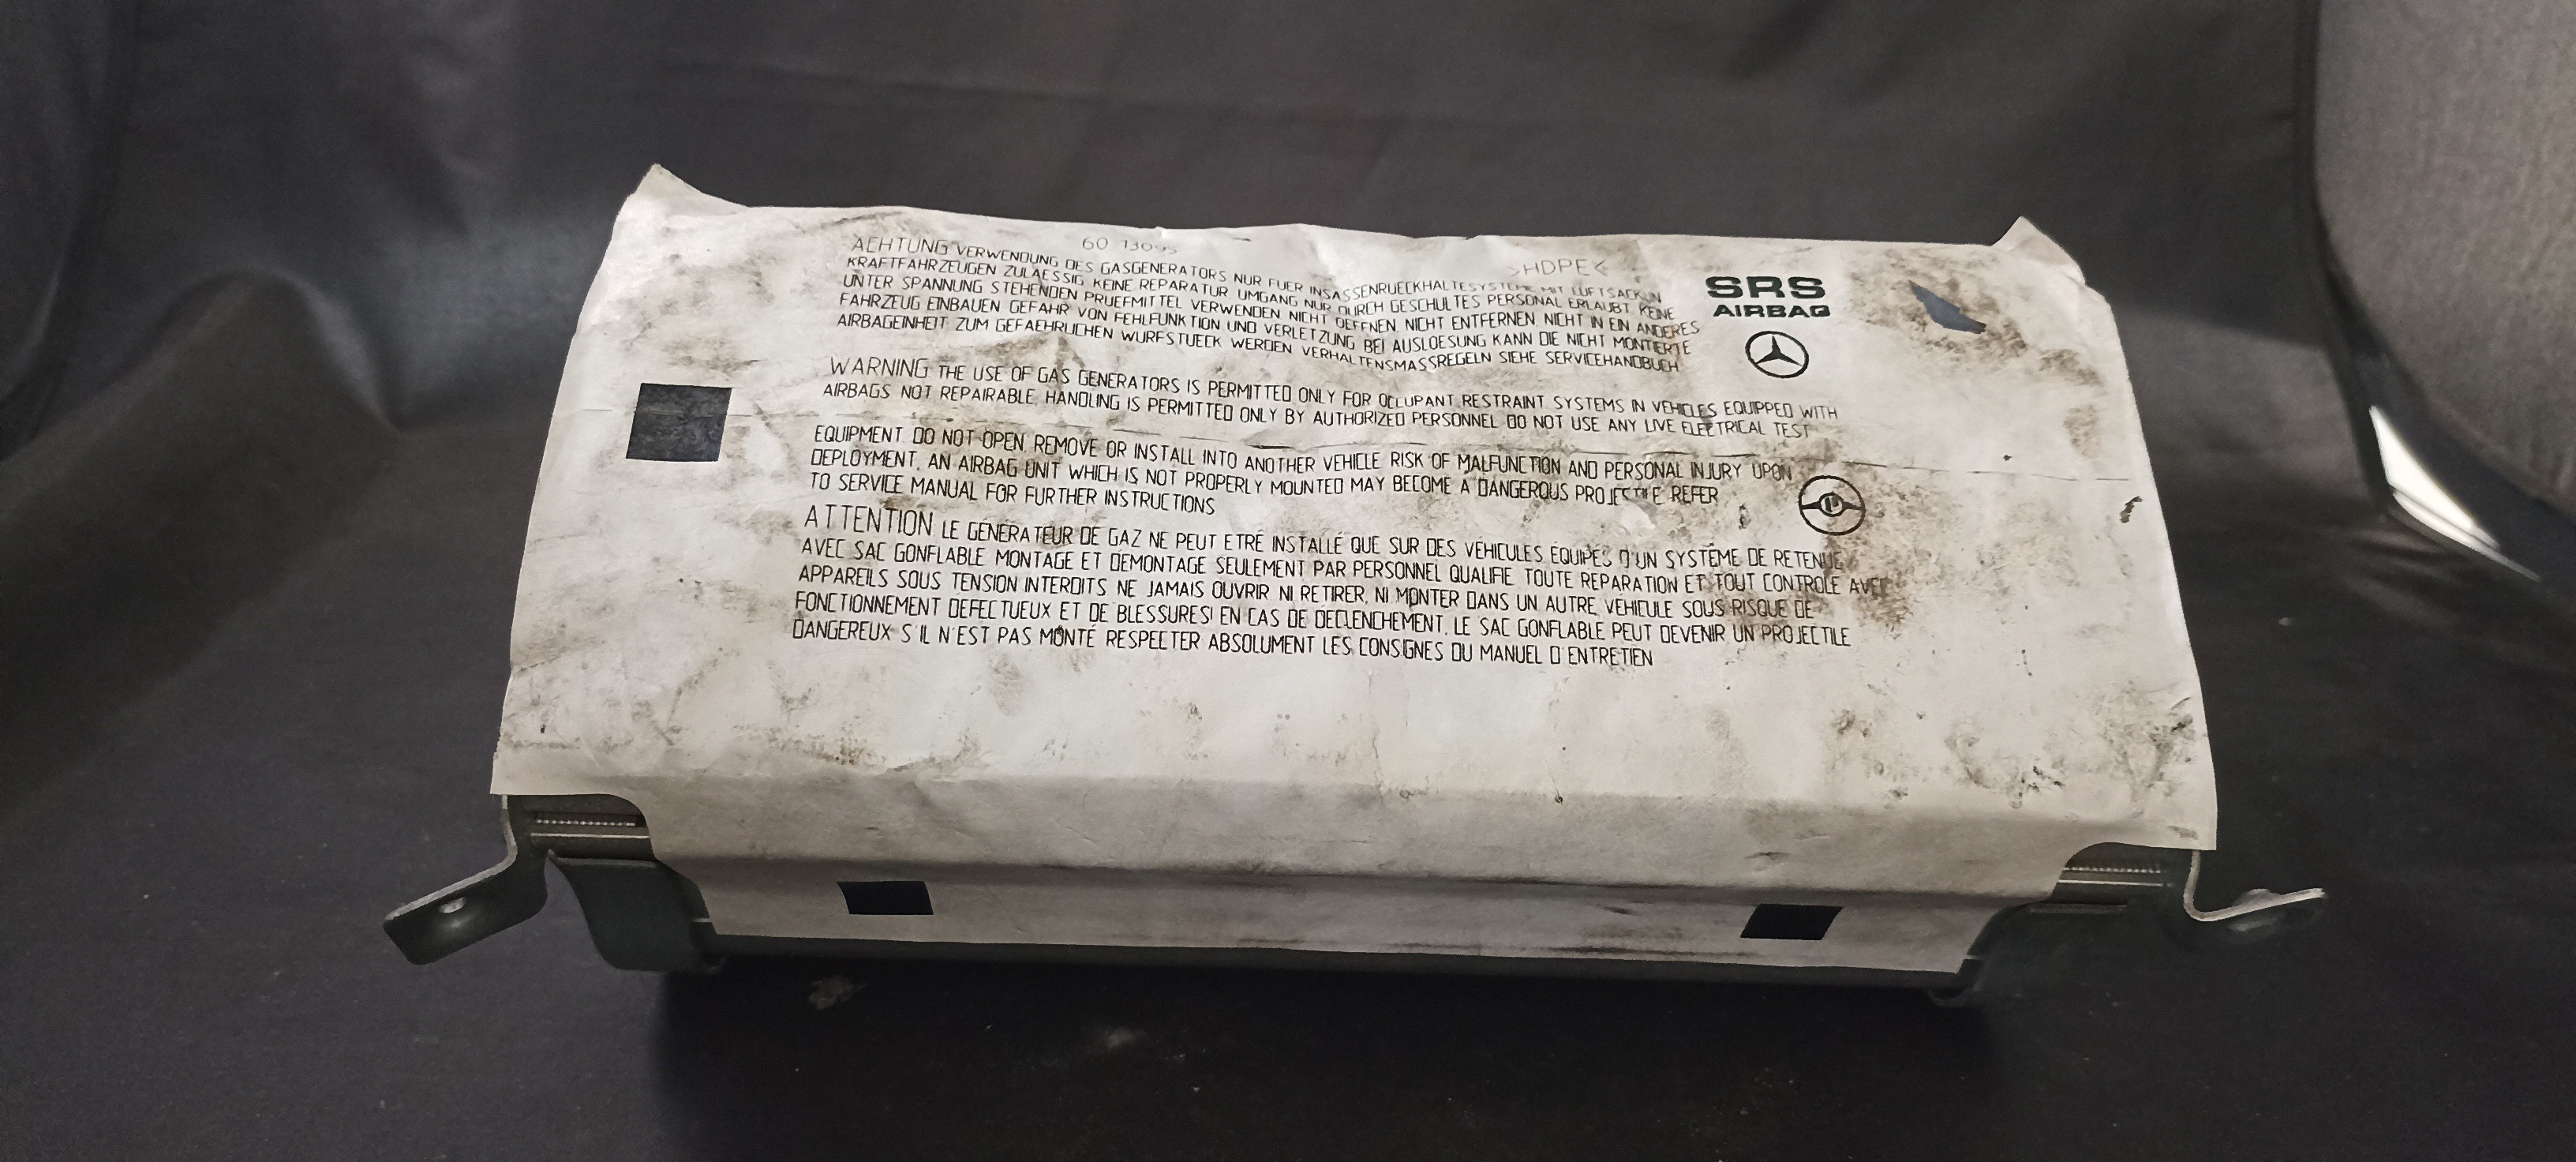 60 130
>HDPE<
ACHTUNG VERWENDUNG DES GASGENERATORS NUR FUER INSASSENRUECKHALTESYSTEME MIT LUFTSACK IN
KRAFTFAHRZEUGEN ZULAESSIG KEINE REPARATUR UMGANG NUR DURCH GESCHULTES PERSONAL ERLAUBT KEINE
UNTER SPANNUNG STEHENDEN PRUEFMITTEL VERWENDEN NICHT OEFFNEN NICHT ENTFERNEN NICHT IN EIN ANDERES
FAHRZEUG EINBAUEN GEFAHR VON FEHLFUNKTION UND VERLETZUNG BEI AUSLOESUNG KANN DIE NICHT MONTIERTE
AIRBAGEINHEIT ZUM GEFAEHRLICHEN WURFSTUECK WERDEN VERHALTENSMASSREGELN SIEHE SERVICEHANDBUCH
SRS
AIRBAG
WARNING THE USE OF GAS GENERATORS IS PERMITTED ONLY FOR OCCUPANT RESTRAINT SYSTEMS IN VEHICLES EQUIPPED WITH
AIRBAGS NOT REPAIRABLE. HANDLING IS PERMITTED ONLY BY AUTHORIZED PERSONNEL DO NOT USE ANY LIVE ELECTRICAL TEST
EQUIPMENT DO NOT OPEN REMOVE OR INSTALL INTO ANOTHER VEHICLE RISK OF MALFUNCTION AND PERSONAL INJURY UPON
DEPLOYMENT. AN AIRBAG UNIT WHICH IS NOT PROPERLY MOUNTED MAY BECOME A DANGEROUS PROJECTILE REFER
TO SERVICE MANUAL FOR FURTHER INSTRUCTIONS
ATTENTION LE GÉNÉRATEUR DE GAZ NE PEUT ETRÉ INSTALLÉ QUE SUR DES VÉHICULES ÉQUIPÉS D'UN SYSTÈME DE RETENUE
AVEC SAC GONFLABLE MONTAGE ET DÉMONTAGE SEULEMENT PAR PERSONNEL QUALIFIÉ TOUTE RÉPARATION ET TOUT CONTROLE AVEC
APPAREILS SOUS TENSION INTERDITS NE JAMAIS OUVRIR NI RETIRER, NI MONTER DANS UN AUTRE VÉHICULE SOUS RISQUE DE
FONCTIONNEMENT DÉFECTUEUX ET DE BLESSURES! EN CAS DE DÉCLENCHEMENT, LE SAC GONFLABLE PEUT DEVENIR UN PROJECTILE
DANGEREUX S'IL N'EST PAS MONTÉ RESPECTER ABSOLUMENT LES CONSIGNES DU MANUEL D'ENTRETIEN